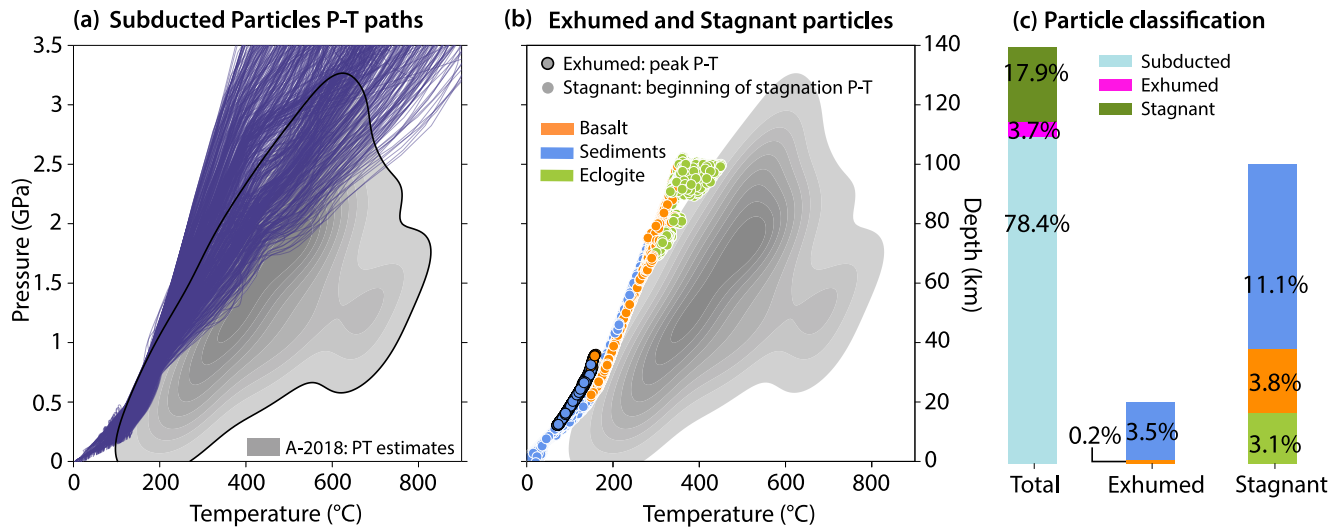 (a) Subducted Particles P-T paths
3.5
3
2.5
2
1.5
1
0.5
0
Pressure (GPa)
A-2018: PT estimates
0
200
400
600
800
Temperature (°C)
(b) Exhumed and Stagnant particles
Exhumed: peak P-T
Stagnant: beginning of stagnation P-T
Basalt
Sediments
Eclogite
140
120
100
80
60
40
20
0
Depth (km)
0
200
400
600
800
Temperature (°C)
(c) Particle classification
Subducted
Exhumed
Stagnant
17.9%
3.7%
78.4%
0.2%
3.5%
11.1%
3.8%
3.1%
Total
Exhumed
Stagnant